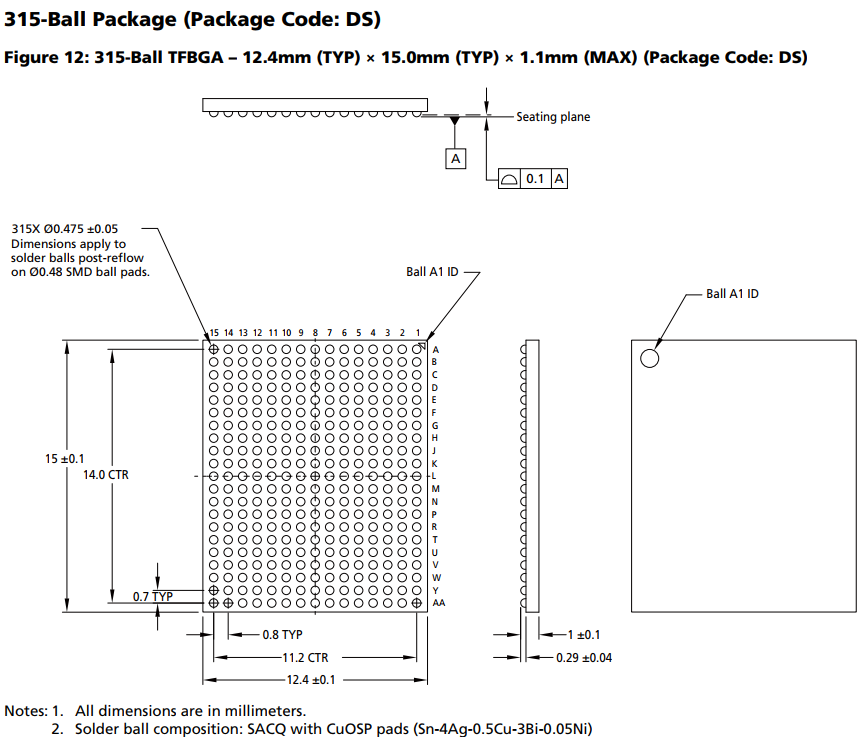 315-Ball Package (Package Code: DS)
Figure 12: 315-Ball TFBGA – 12.4mm (TYP) × 15.0mm (TYP) × 1.1mm (MAX) (Package Code: DS)
Seating plane
A
0.1 A
315X Ø0.475 ±0.05
Dimensions apply to
solder balls post-reflow
on Ø0.48 SMD ball pads.
Ball A1 ID
Ball A1 ID
15 14 13 12 11 10 9 8 7 6 5 4 3 2 1
A
B
C
D
E
F
G
H
J
K
L
M
N
P
R
T
U
V
W
Y
AA
15 ±0.1
14.0 CTR
0.7 TYP
0.8 TYP
11.2 CTR
12.4 ±0.1
1 ±0.1
0.29 ±0.04
Notes: 1. All dimensions are in millimeters.
2. Solder ball composition: SACQ with CuOSP pads (Sn-4Ag-0.5Cu-3Bi-0.05Ni)